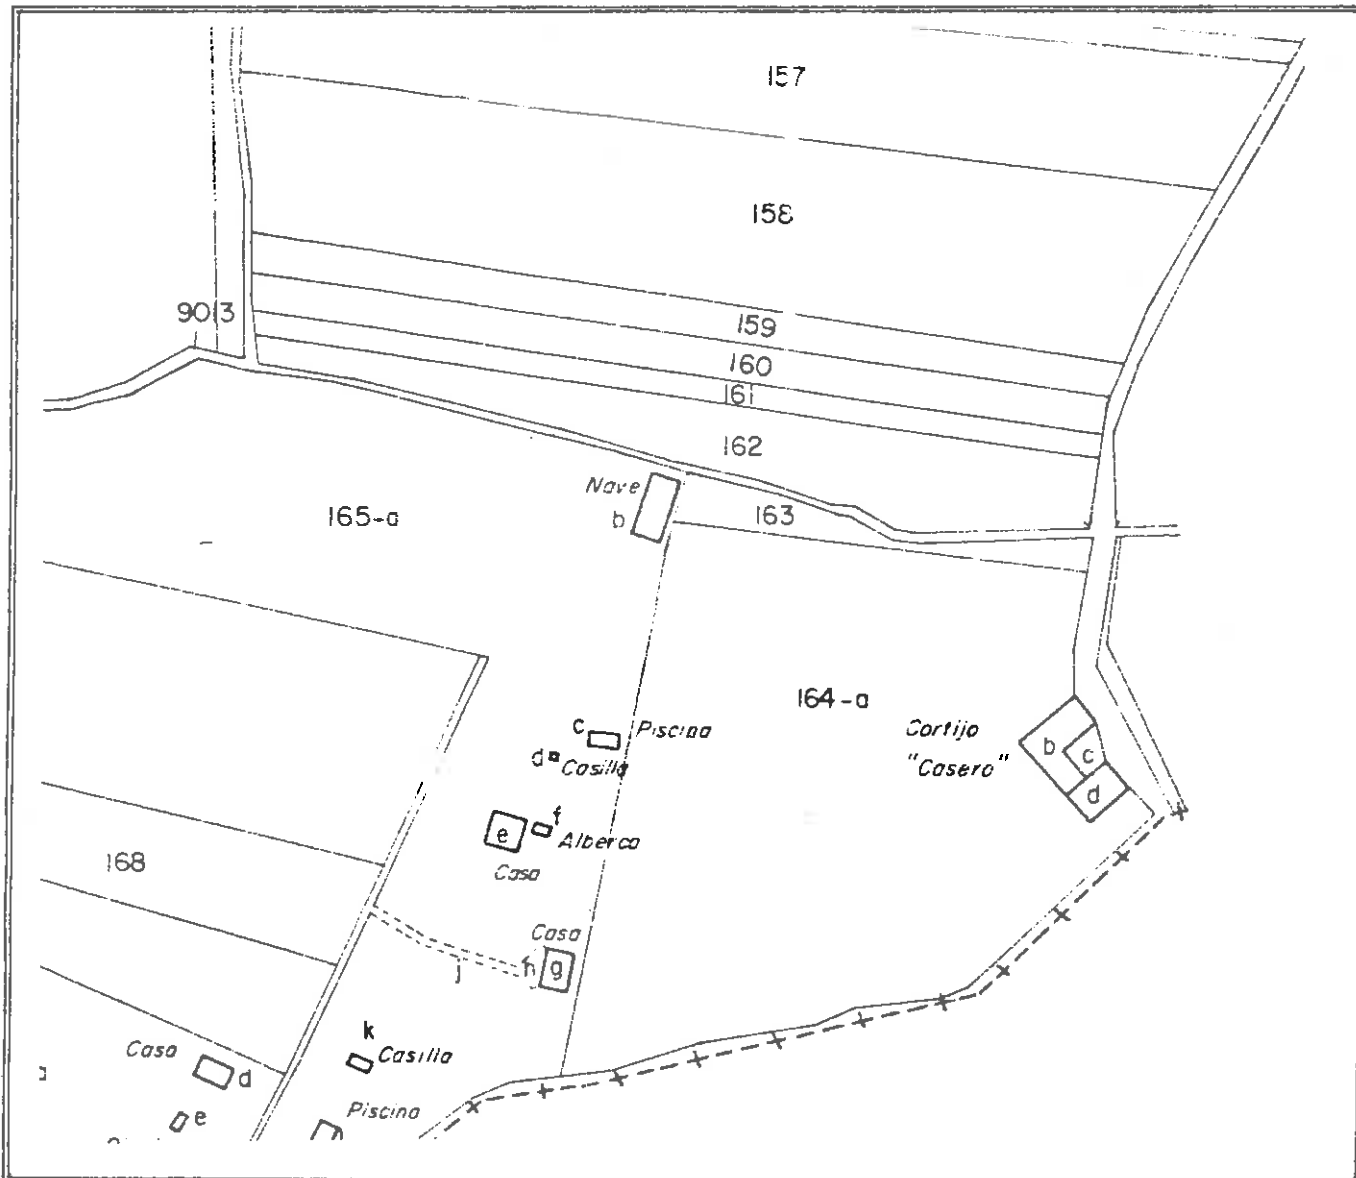 157
158
9013
159
160
161
162
Nave
b
163
165-a
164-a
c
Piscina
d
Casilla
Cortijo
"Casero"
b
c
d
f
e
Alberca
Casa
168
Casa
h
g
j
k
Casilla
Casa
d
e
Piscina